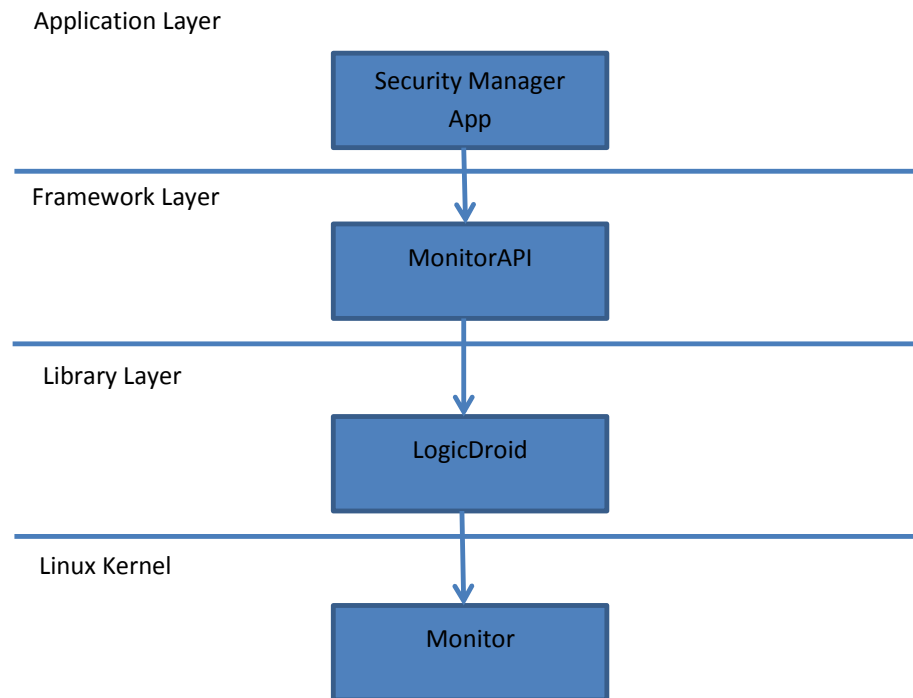 Application Layer
Security Manager
App
Framework Layer
MonitorAPI
Library Layer
LogicDroid
Linux Kernel
Monitor